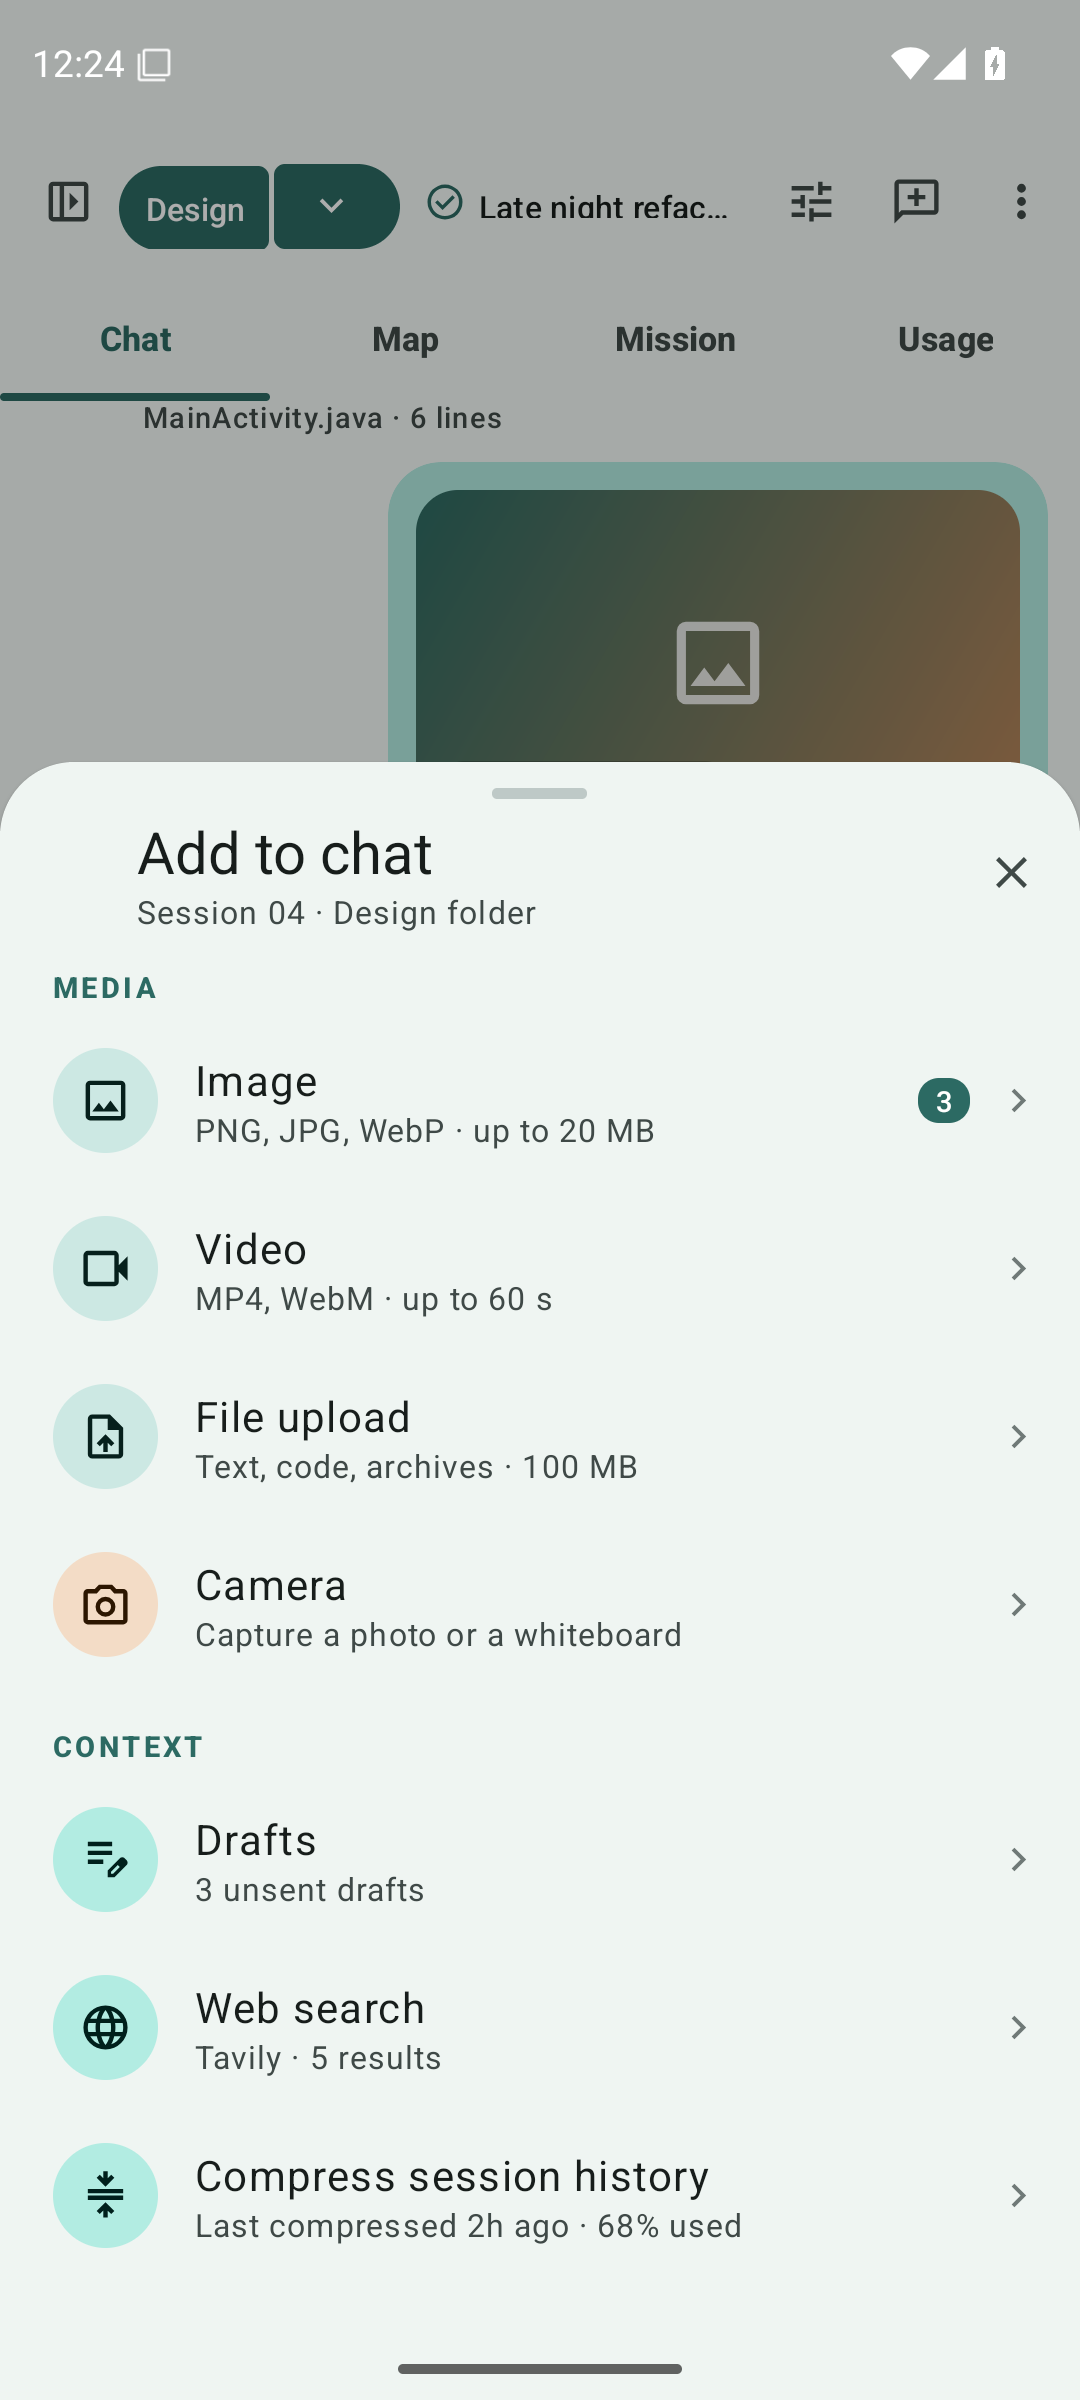 12:24
Design
Late night refac...
Chat
Map
Mission
Usage
MainActivity.java · 6 lines
Add to chat
Session 04 · Design folder
MEDIA
Image
PNG, JPG, WebP · up to 20 MB
3
Video
MP4, WebM · up to 60 s
File upload
Text, code, archives · 100 MB
Camera
Capture a photo or a whiteboard
CONTEXT
Drafts
3 unsent drafts
Web search
Tavily · 5 results
Compress session history
Last compressed 2h ago · 68% used